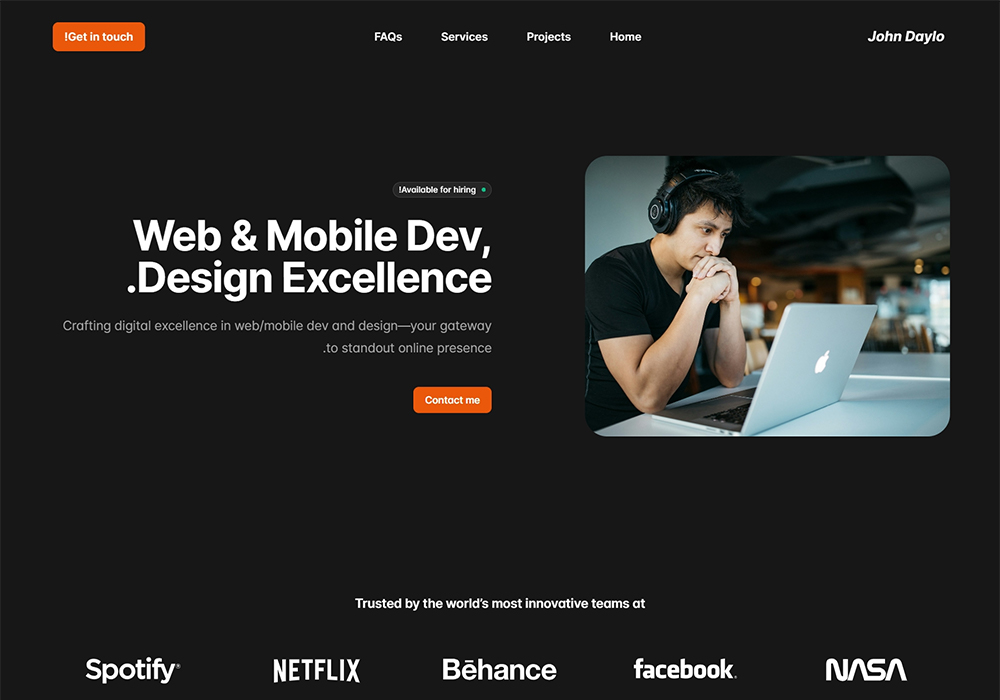 John Daylo
Home
Projects
Services
FAQs
!Get in touch
!Available for hiring
Web & Mobile Dev,
.Design Excellence
Crafting digital excellence in web/mobile dev and design—your gateway
.to standout online presence
Contact me
Trusted by the world's most innovative teams at
Spotify®
NETFLIX
Bēhance
facebook.
NASA